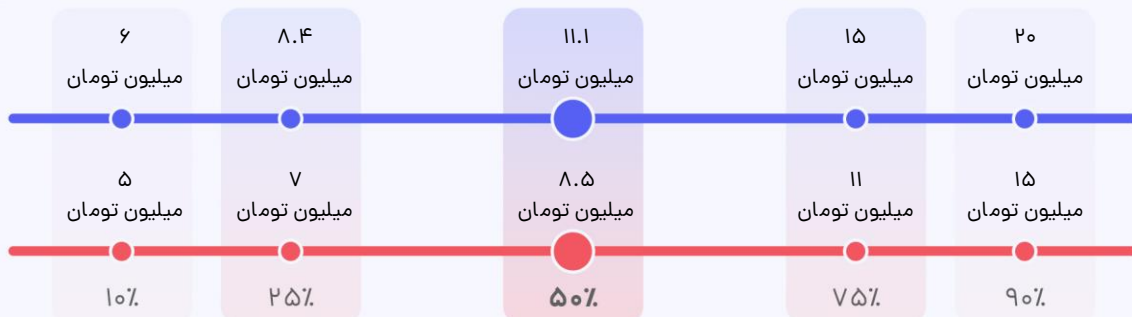 ۶
میلیون تومان
۸.۴
میلیون تومان
۱۱.۱
میلیون تومان
۱۵
میلیون تومان
۲۰
میلیون تومان
۵
میلیون تومان
۷
میلیون تومان
۸.۵
میلیون تومان
۱۱
میلیون تومان
۱۵
میلیون تومان
۱۰٪
۲۵٪
۵۰٪
۷۵٪
۹۰٪